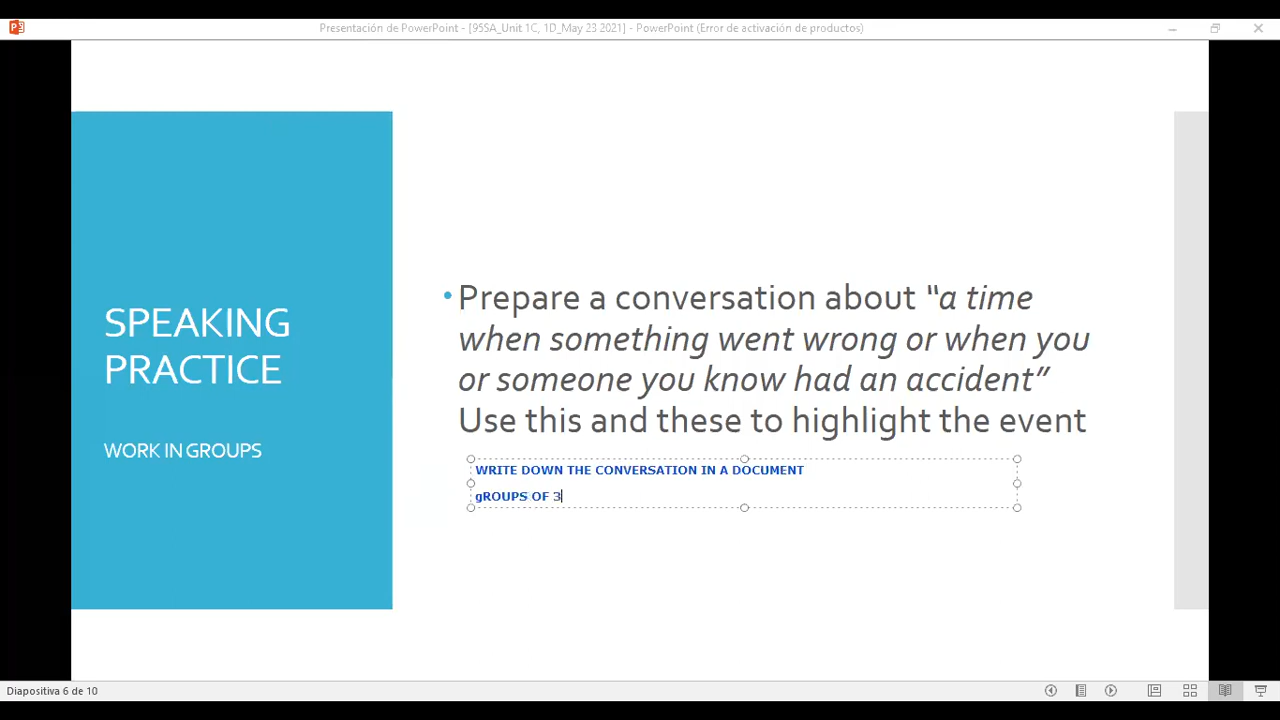 Presentación de PowerPoint - [95SA_Unit 1C, 1D_May 23 2021] - PowerPoint (Error de activación de productos)
SPEAKING
PRACTICE
WORK IN GROUPS
• Prepare a conversation about “a time
when something went wrong or when you
or someone you know had an accident”
Use this and these to highlight the event
WRITE DOWN THE CONVERSATION IN A DOCUMENT
gROUPS OF 3
Diapositiva 6 de 10